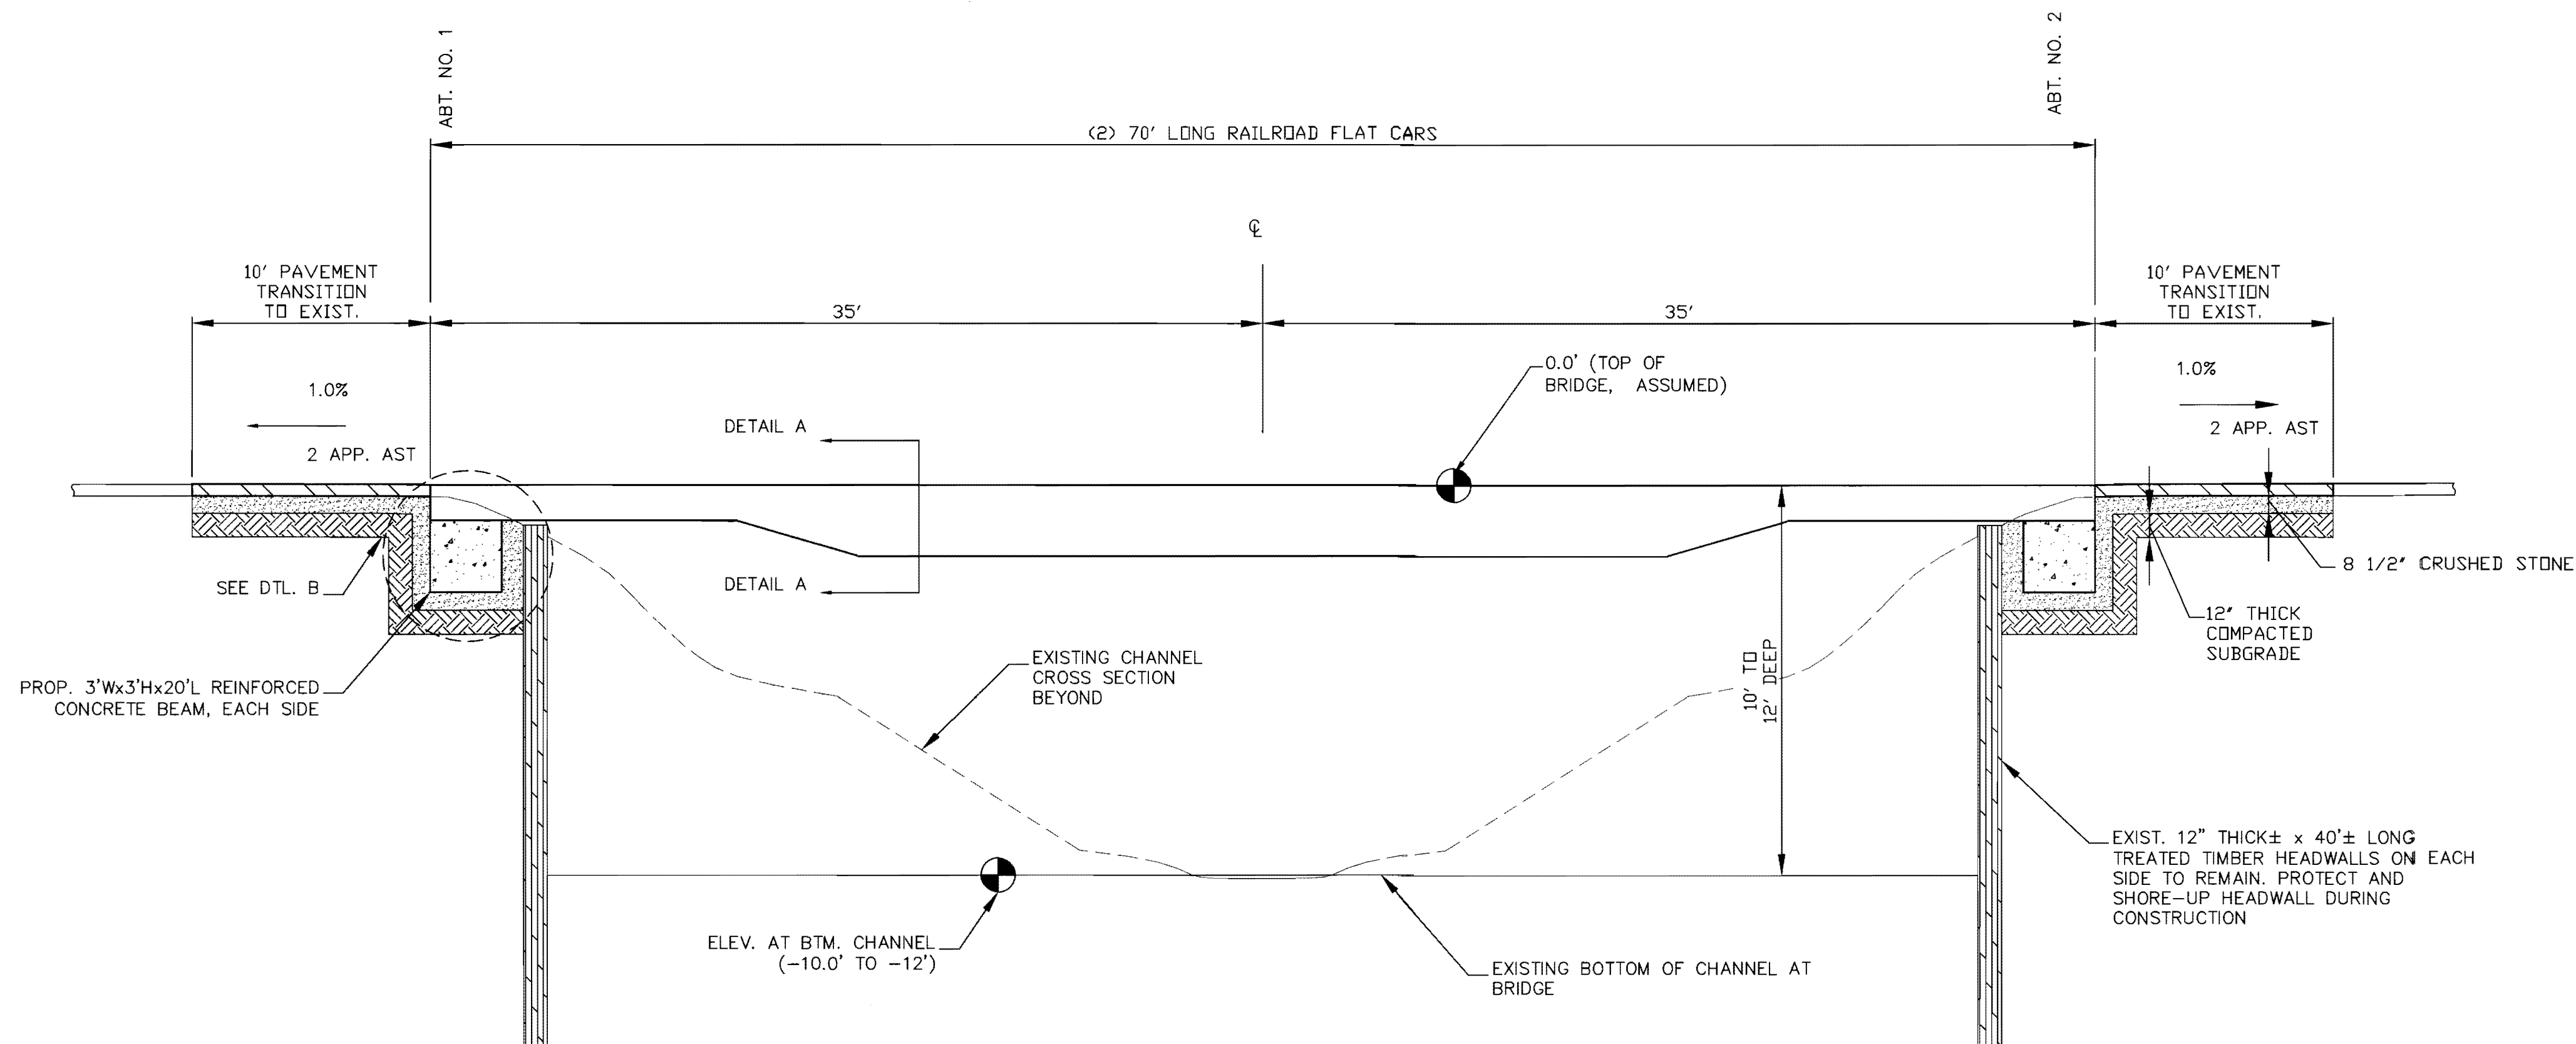 ABT. NO. 1
ABT. NO. 2
(2) 70' LONG RAILROAD FLAT CARS
℄
10' PAVEMENT
TRANSITION
TO EXIST.
35'
35'
10' PAVEMENT
TRANSITION
TO EXIST.
0.0' (TOP OF
BRIDGE, ASSUMED)
1.0%
1.0%
DETAIL A
2 APP. AST
2 APP. AST
8 1/2" CRUSHED STONE
SEE DTL. B
DETAIL A
12" THICK
COMPACTED
SUBGRADE
EXISTING CHANNEL
CROSS SECTION
BEYOND
10' TO
12' DEEP
PROP. 3'Wx3'Hx20'L REINFORCED
CONCRETE BEAM, EACH SIDE
EXIST. 12" THICK± x 40'± LONG
TREATED TIMBER HEADWALLS ON EACH
SIDE TO REMAIN. PROTECT AND
SHORE-UP HEADWALL DURING
CONSTRUCTION
ELEV. AT BTM. CHANNEL
(-10.0' TO -12')
EXISTING BOTTOM OF CHANNEL AT
BRIDGE